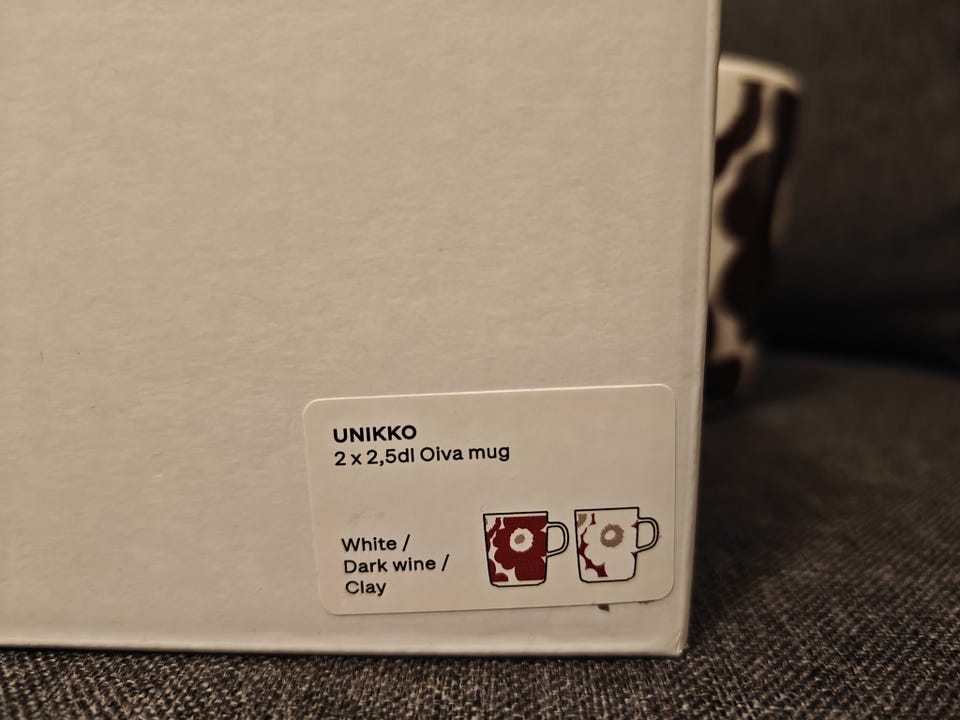 UNIKKO
2 x 2,5dl Oiva mug
White /
Dark wine /
Clay